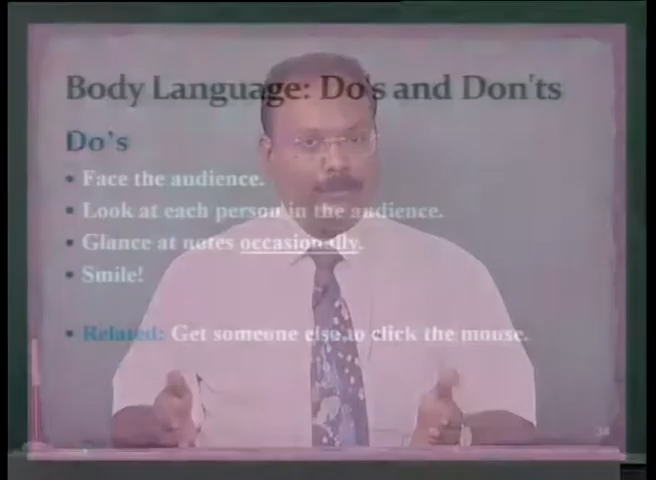 Body Language: Do's and Don'ts
Do's
• Face the audience.
• Look at each person in the audience.
• Glance at notes occasionally.
• Smile!
• Related: Get someone else to click the mouse.
34